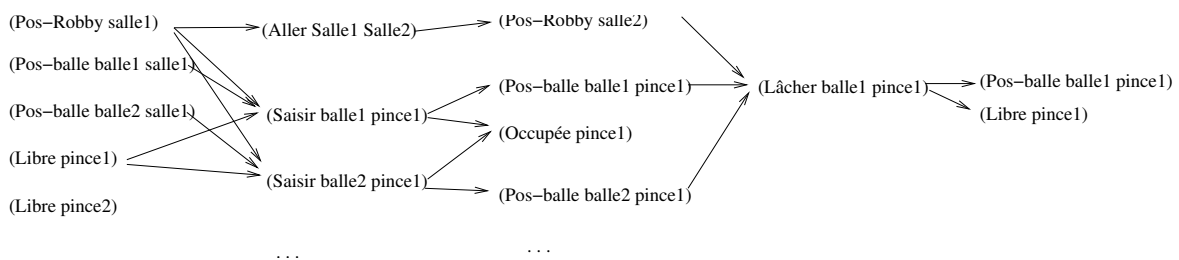 (Pos−Robby salle1)
(Aller Salle1 Salle2)
(Pos−Robby salle2)
(Pos−balle balle1 salle1)
(Pos−balle balle1 pince1)
(Lâcher balle1 pince1)
(Pos−balle balle1 pince1)
(Pos−balle balle2 salle1)
(Saisir balle1 pince1)
(Libre pince1)
(Occupée pince1)
(Libre pince1)
(Saisir balle2 pince1)
(Pos−balle balle2 pince1)
(Libre pince2)
. . .
. . .